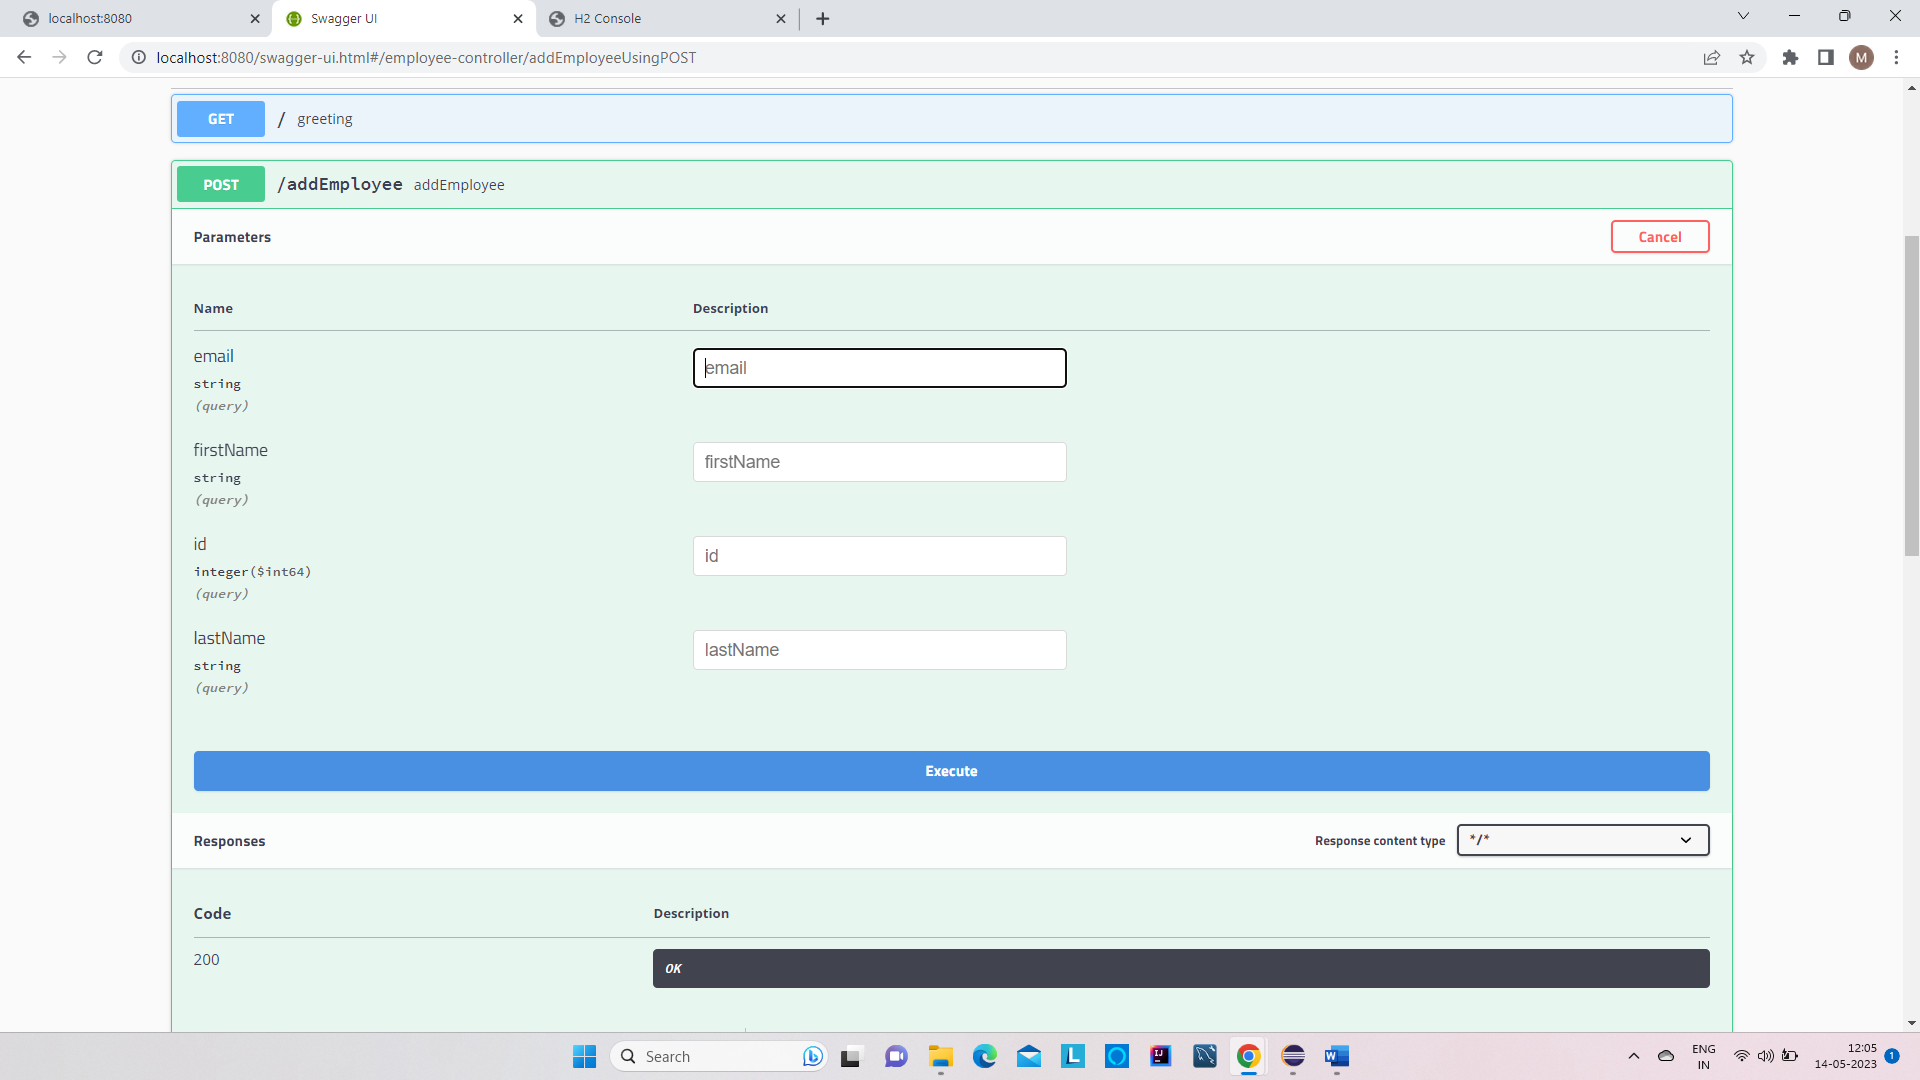 localhost:8080
Swagger UI
H2 Console
localhost:8080/swagger-ui.html#/employee-controller/addEmployeeUsingPOST
M
GET / greeting
POST /addEmployee addEmployee
Parameters
Cancel
Name Description
email
string
(query)
email
firstName
string
(query)
firstName
id
integer($int64)
(query)
id
lastName
string
(query)
lastName
Execute
Responses
Response content type */*
Code Description
200
OK
Search
L
IJ
W
ENG
IN
12:05
14-05-2023
1